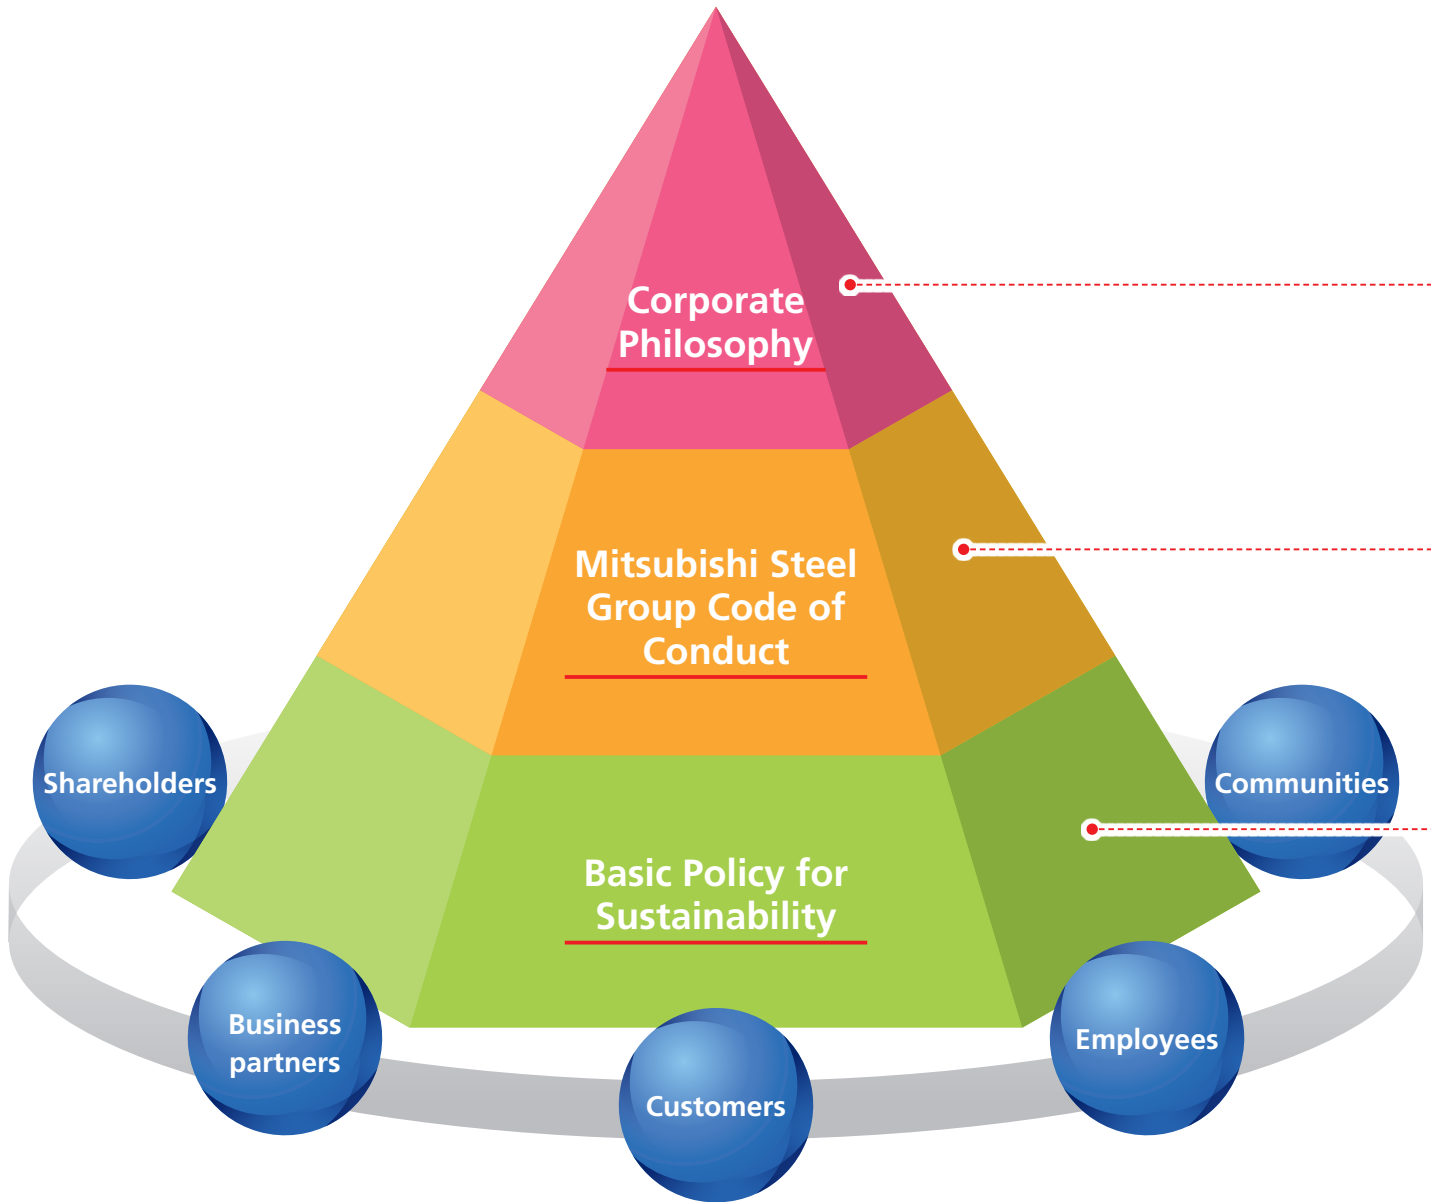 Corporate
Philosophy
Mitsubishi Steel
Group Code of
Conduct
Shareholders
Communities
Basic Policy for
Sustainability
Business
partners
Employees
Customers